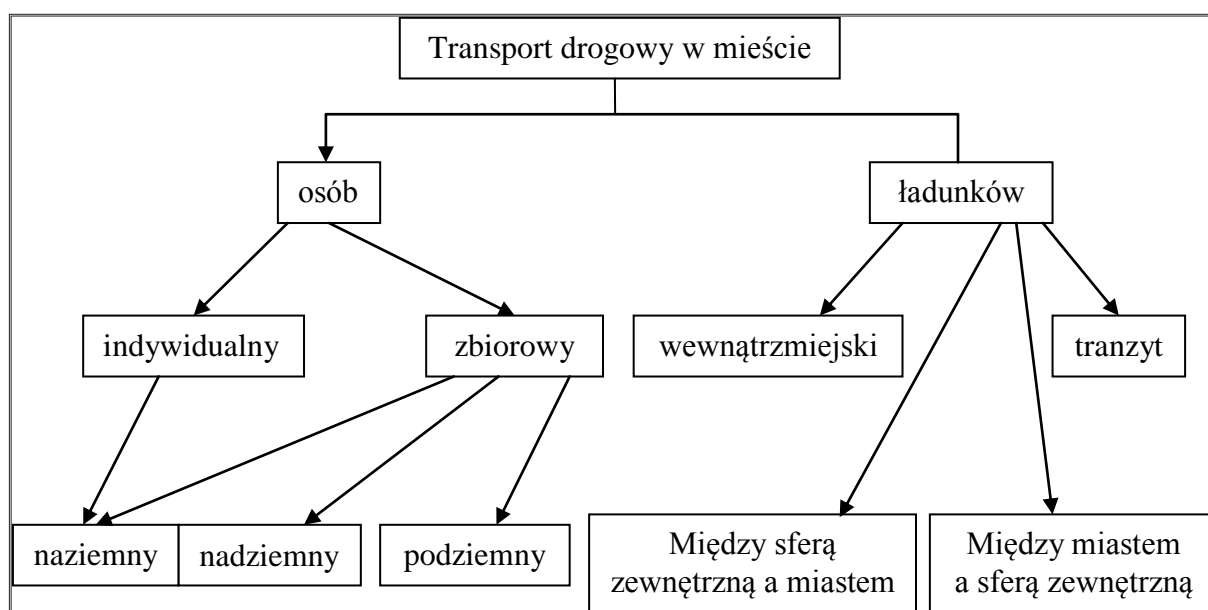 Transport drogowy w mieście
osób
ładunków
indywidualny
zbiorowy
wewnątrzmiejski
tranzyt
naziemny
nadziemny
podziemny
Między sferą
zewnętrzną a miastem
Między miastem
a sferą zewnętrzną